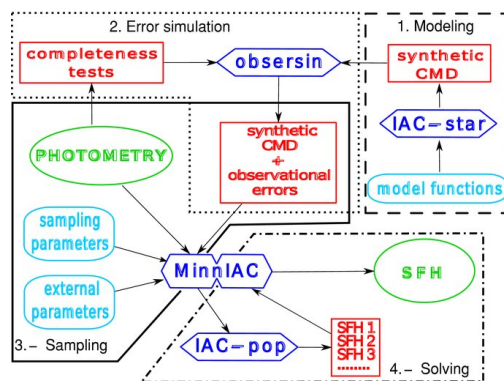 2. Error simulation
1. Modeling
completeness
tests
obsersin
synthetic
CMD
IAC-star
model functions
PHOTOMETRY
synthetic
CMD
+
observational
errors
sampling
parameters
external
parameters
MinnIAC
SFH
IAC-pop
SFH 1
SFH 2
SFH 3
........
3.- Sampling
4.- Solving